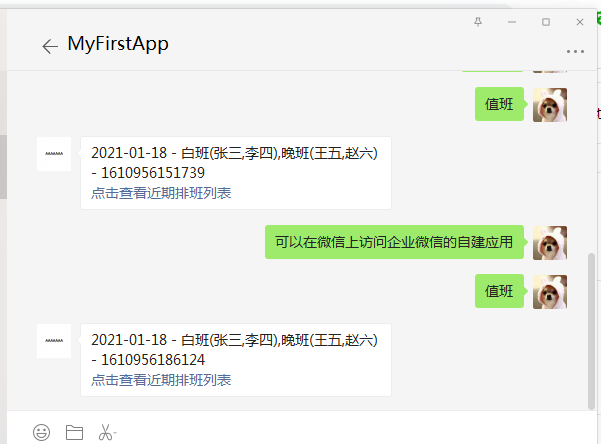 MyFirstApp
值班
2021-01-18 - 白班(张三,李四),晚班(王五,赵六)
- 1610956151739
点击查看近期排班列表
可以在微信上访问企业微信的自建应用
值班
2021-01-18 - 白班(张三,李四),晚班(王五,赵六)
- 1610956186124
点击查看近期排班列表